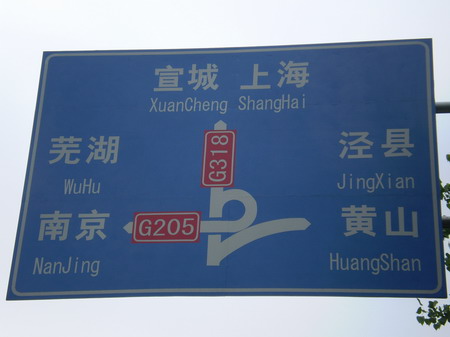 宣城 上海
XuanCheng ShangHai
G318
芜湖
WuHu
泾县
JingXian
南京
NanJing
G205
黄山
HuangShan